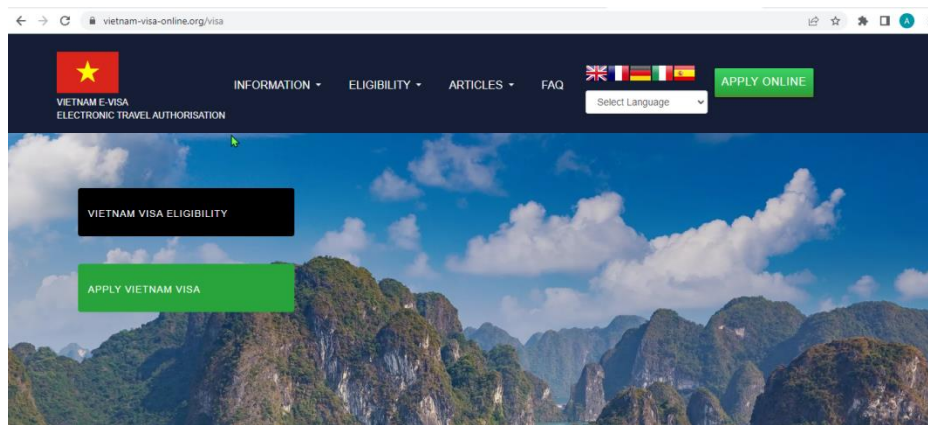 vietnam-visa-online.org/visa
A
INFORMATION
ELIGIBILITY
ARTICLES
FAQ
Select Language
APPLY ONLINE
VIETNAM E-VISA
ELECTRONIC TRAVEL AUTHORISATION
VIETNAM VISA ELIGIBILITY
APPLY VIETNAM VISA